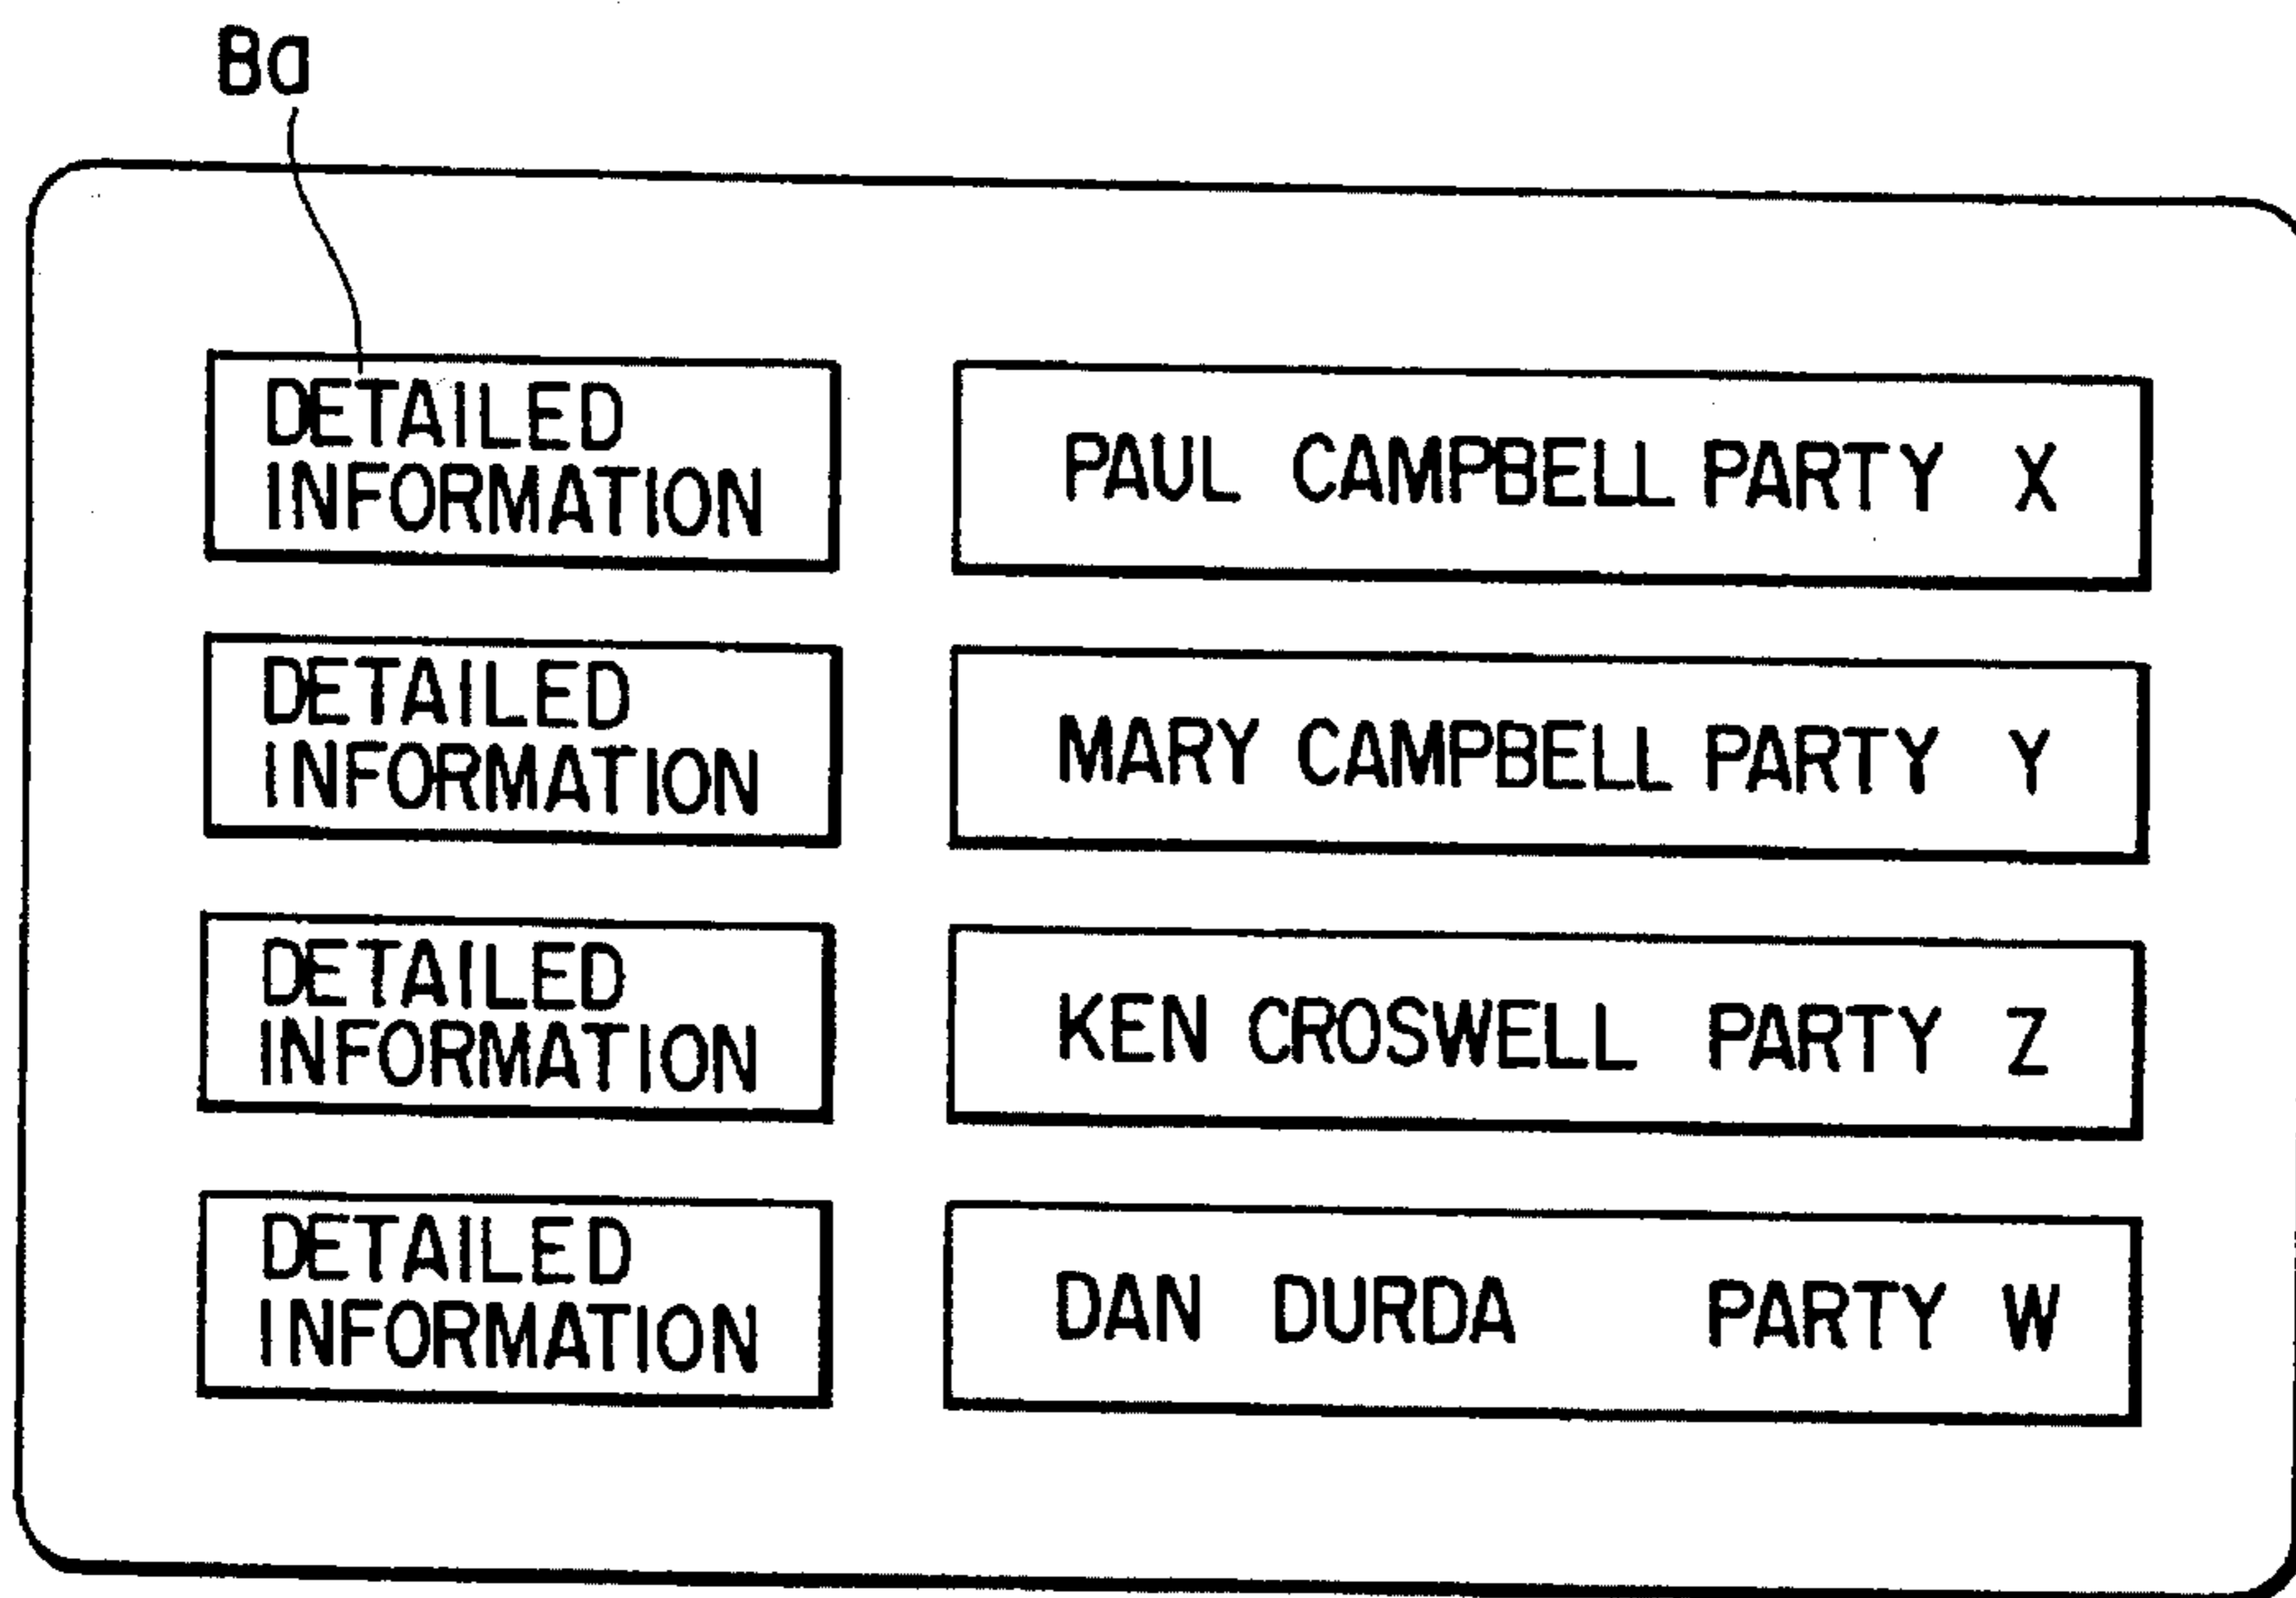 8a
DETAILED
INFORMATION
PAUL CAMPBELL PARTY X
DETAILED
INFORMATION
MARY CAMPBELL PARTY Y
DETAILED
INFORMATION
KEN CROSWELL PARTY Z
DETAILED
INFORMATION
DAN DURDA PARTY W